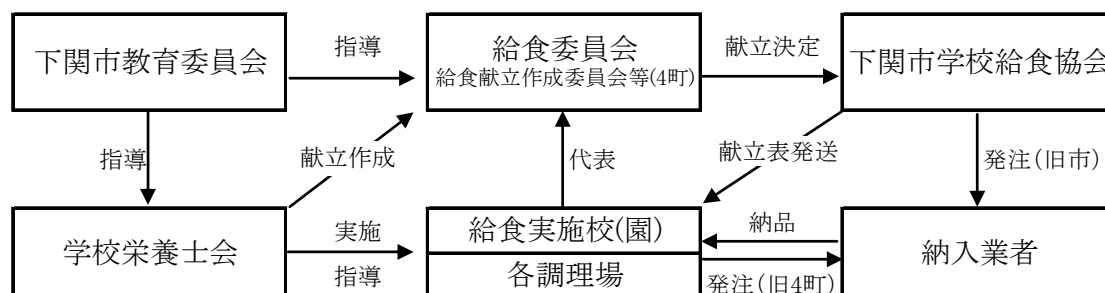 下関市教育委員会
指導
給食委員会
給食献立作成委員会等(4町)
献立決定
下関市学校給食協会
指導
献立作成
代表
献立表発送
発注(旧市)
学校栄養士会
実施
指導
給食実施校(園)
各調理場
納品
発注(旧4町)
納入業者